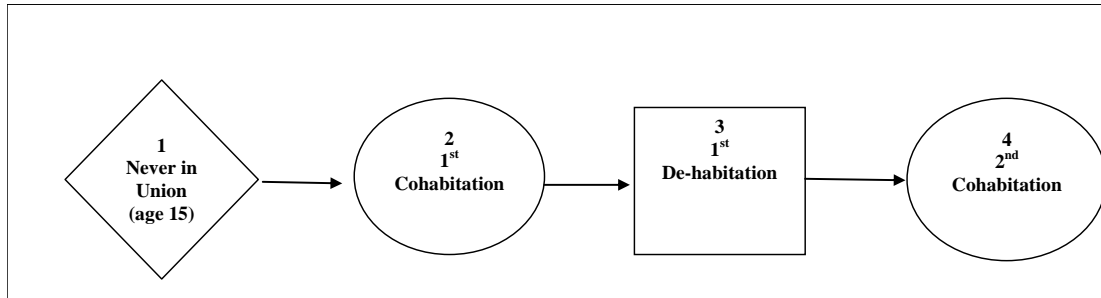 1
Never in
Union
(age 15)
2
1st
Cohabitation
3
1st
De-habitation
4
2nd
Cohabitation